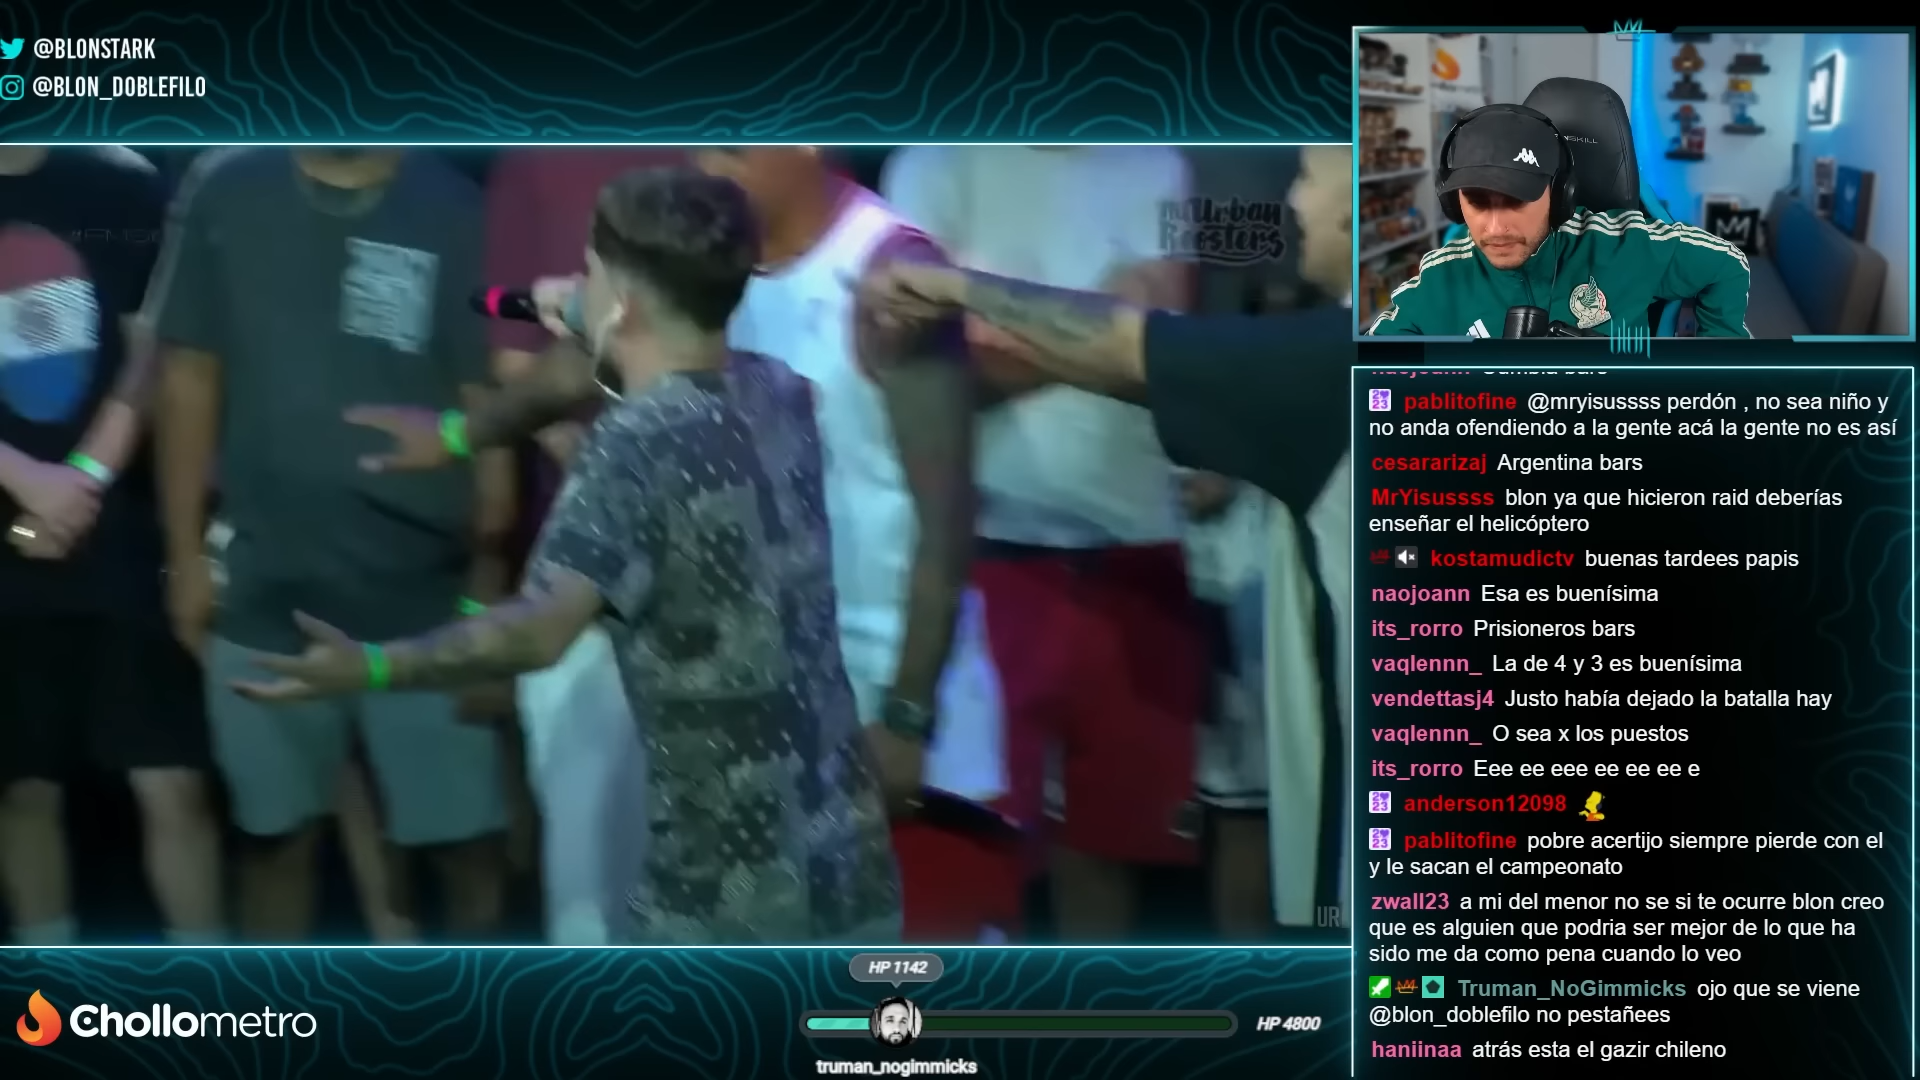 @BLONSTARK
@BLON_DOBLEFILO
Urban
Roosters
pablitofine @mryisussss perdón , no sea niño y
no anda ofendiendo a la gente acá la gente no es así
cesararizaj Argentina bars
MrYisussss blon ya que hicieron raid deberías
enseñar el helicóptero
kostamudictv buenas tardees papis
naojoann Esa es buenísima
its_rorro Prisioneros bars
vaqlennn_ La de 4 y 3 es buenísima
vendettasj4 Justo había dejado la batalla hay
vaqlennn_ O sea x los puestos
its_rorro Eee ee eee ee ee ee e
anderson12098
pablitofine pobre acertijo siempre pierde con el
y le sacan el campeonato
zwall23 a mi del menor no se si te ocurre blon creo
que es alguien que podria ser mejor de lo que ha
sido me da como pena cuando lo veo
Truman_NoGimmicks ojo que se viene
@blon_doblefilo no pestañees
haniinaa atrás esta el gazir chileno
HP 1142
Chollometro
HP 4800
truman_nogimmicks